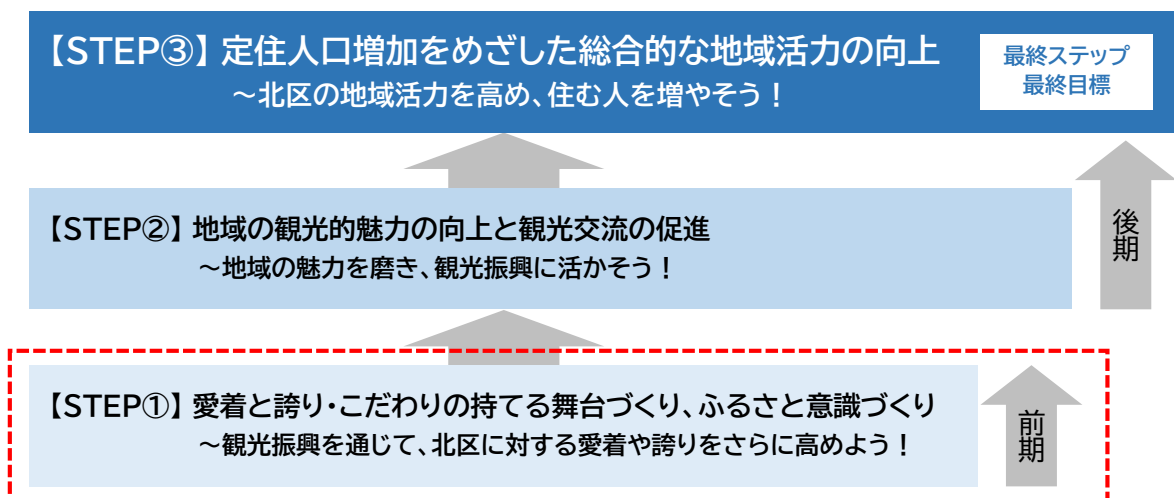 【STEP③】定住人口増加をめざした総合的な地域活力の向上
～北区の地域活力を高め、住む人を増やそう！
最終ステップ
最終目標
【STEP②】地域の観光的魅力の向上と観光交流の促進
～地域の魅力を磨き、観光振興に活かそう！
後期
【STEP①】愛着と誇り・こだわりの持てる舞台づくり、ふるさと意識づくり
～観光振興を通じて、北区に対する愛着や誇りをさらに高めよう！
前期